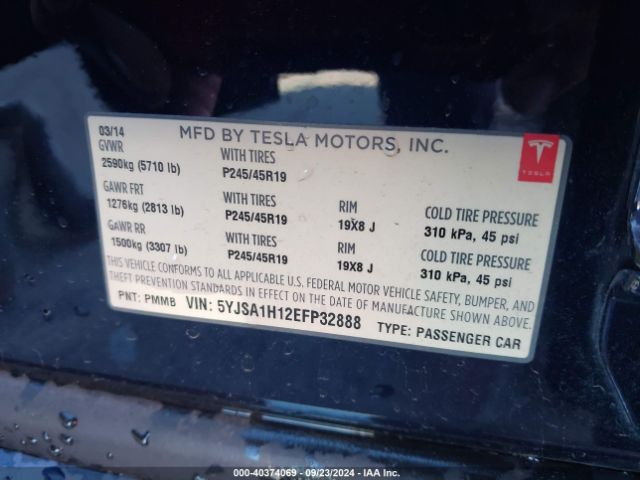 03/14 MFD BY TESLA MOTORS, INC.
GVWR WITH TIRES
2590kg (5710 lb) P245/45R19
GAWR FRT WITH TIRES RIM COLD TIRE PRESSURE
1276kg (2813 lb) P245/45R19 19X8 J 310 kPa, 45 psi
GAWR RR WITH TIRES RIM COLD TIRE PRESSURE
1500kg (3307 lb) P245/45R19 19X8 J 310 kPa, 45 psi
THIS VEHICLE CONFORMS TO ALL APPLICABLE U.S. FEDERAL MOTOR VEHICLE SAFETY, BUMPER, AND
THEFT PREVENTION STANDARDS IN EFFECT ON THE DATE OF MANUFACTURE SHOWN ABOVE.
PNT: PMMB VIN: 5YJSA1H12EFP32888 TYPE: PASSENGER CAR
TESLA
000-40374069 - 09/23/2024 - IAA Inc.